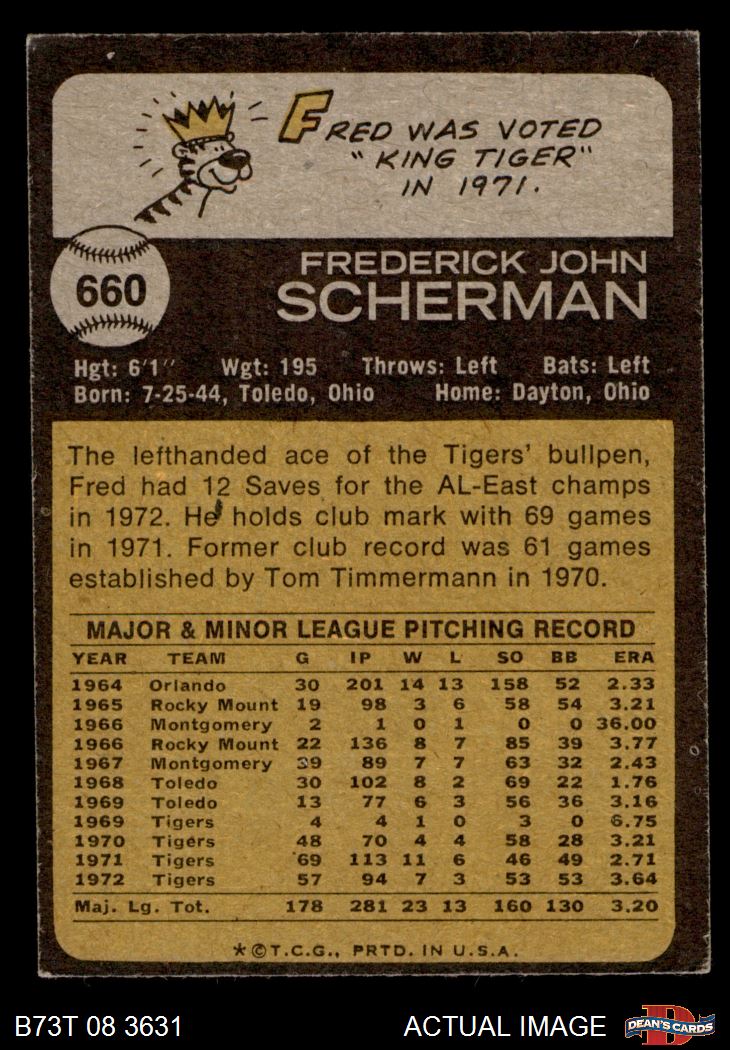 FRED WAS VOTED
"KING TIGER"
IN 1971.
660
FREDERICK JOHN
SCHERMAN
Hgt: 6'1" Wgt: 195 Throws: Left Bats: Left
Born: 7-25-44, Toledo, Ohio Home: Dayton, Ohio
The lefthanded ace of the Tigers' bullpen,
Fred had 12 Saves for the AL-East champs
in 1972. He holds club mark with 69 games
in 1971. Former club record was 61 games
established by Tom Timmermann in 1970.
MAJOR & MINOR LEAGUE PITCHING RECORD
YEAR TEAM G IP W L SO BB ERA
1964 Orlando 30 201 14 13 158 52 2.33
1965 Rocky Mount 19 98 3 6 58 54 3.21
1966 Montgomery 2 1 0 1 0 0 36.00
1966 Rocky Mount 22 136 8 7 85 39 3.77
1967 Montgomery 39 89 7 7 63 32 2.43
1968 Toledo 30 102 8 2 69 22 1.76
1969 Toledo 13 77 6 3 56 36 3.16
1969 Tigers 4 4 1 0 3 0 6.75
1970 Tigers 48 70 4 4 58 28 3.21
1971 Tigers 69 113 11 6 46 49 2.71
1972 Tigers 57 94 7 3 53 53 3.64
Maj. Lg. Tot. 178 281 23 13 160 130 3.20
*©T.C.G., PRTD. IN U.S.A.
B73T 08 3631 ACTUAL IMAGE D DEAN'S CARDS